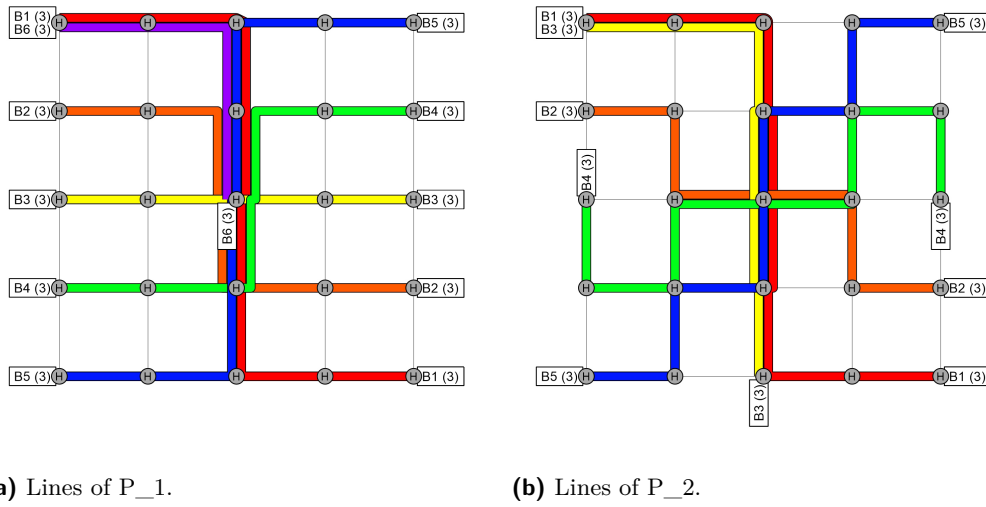 B1 (3)
B6 (3)
H H H H H
B5 (3)
B2 (3)
H H H H H
B4 (3)
B3 (3)
H H H H H
B3 (3)
B6 (3)
B4 (3)
H H H H H
B2 (3)
B5 (3)
H H H H H
B1 (3)
B1 (3)
B3 (3)
H H H H H
B5 (3)
B2 (3)
H H H H H
B4 (3)
H H H H H
B4 (3)
H H H H H
B2 (3)
B5 (3)
H H H H H
B1 (3)
B3 (3)
) Lines of P_1.
(b) Lines of P_2.